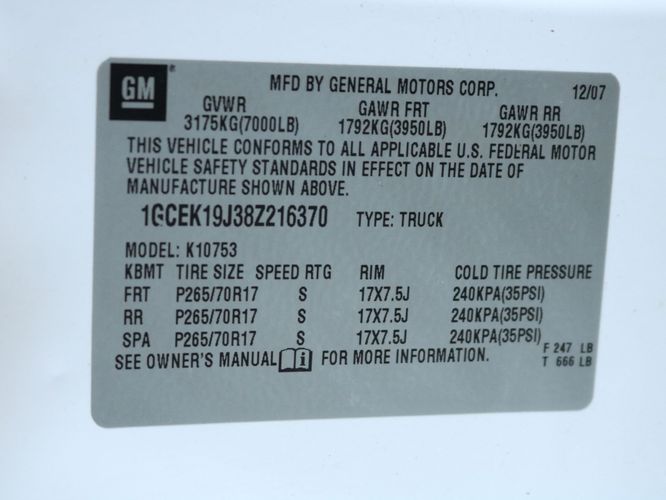 GM ® MFD BY GENERAL MOTORS CORP. 12/07
GVWR GAWR FRT GAWR RR
3175KG(7000LB) 1792KG(3950LB) 1792KG(3950LB)
THIS VEHICLE CONFORMS TO ALL APPLICABLE U.S. FEDERAL MOTOR
VEHICLE SAFETY STANDARDS IN EFFECT ON THE DATE OF
MANUFACTURE SHOWN ABOVE.
1GCEK19J38Z216370 TYPE: TRUCK
MODEL: K10753
KBMT TIRE SIZE SPEED RTG RIM COLD TIRE PRESSURE
FRT P265/70R17 S 17X7.5J 240KPA(35PSI)
RR P265/70R17 S 17X7.5J 240KPA(35PSI)
SPA P265/70R17 S 17X7.5J 240KPA(35PSI)
SEE OWNER'S MANUAL i FOR MORE INFORMATION.
F 247 LB
T 666 LB